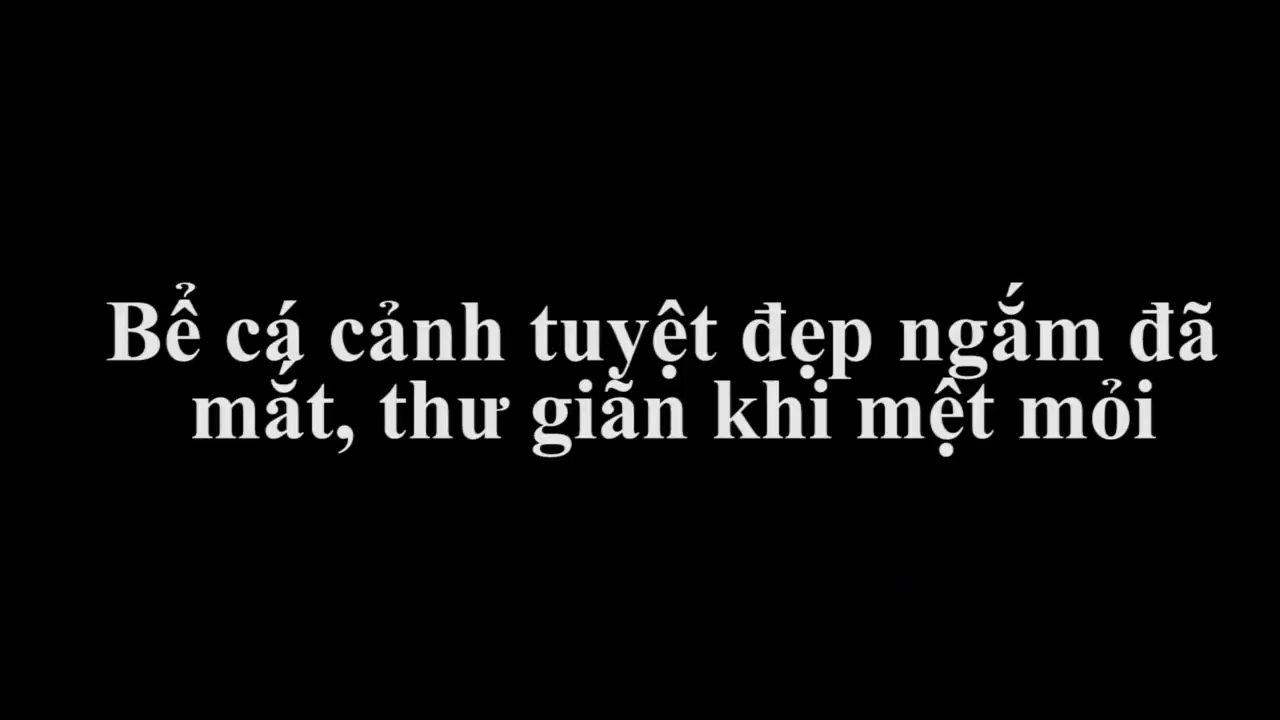 Bể cá cảnh tuyệt đẹp ngắm đã
mắt, thư giãn khi mệt mỏi